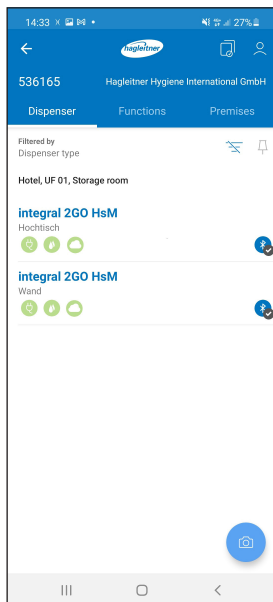 14:33
27%
hagleitner
536165
Hagleitner Hygiene International GmbH
Dispenser
Functions
Premises
Filtered by
Dispenser type
Hotel, UF 01, Storage room
integral 2GO HsM
Hochtisch
integral 2GO HsM
Wand